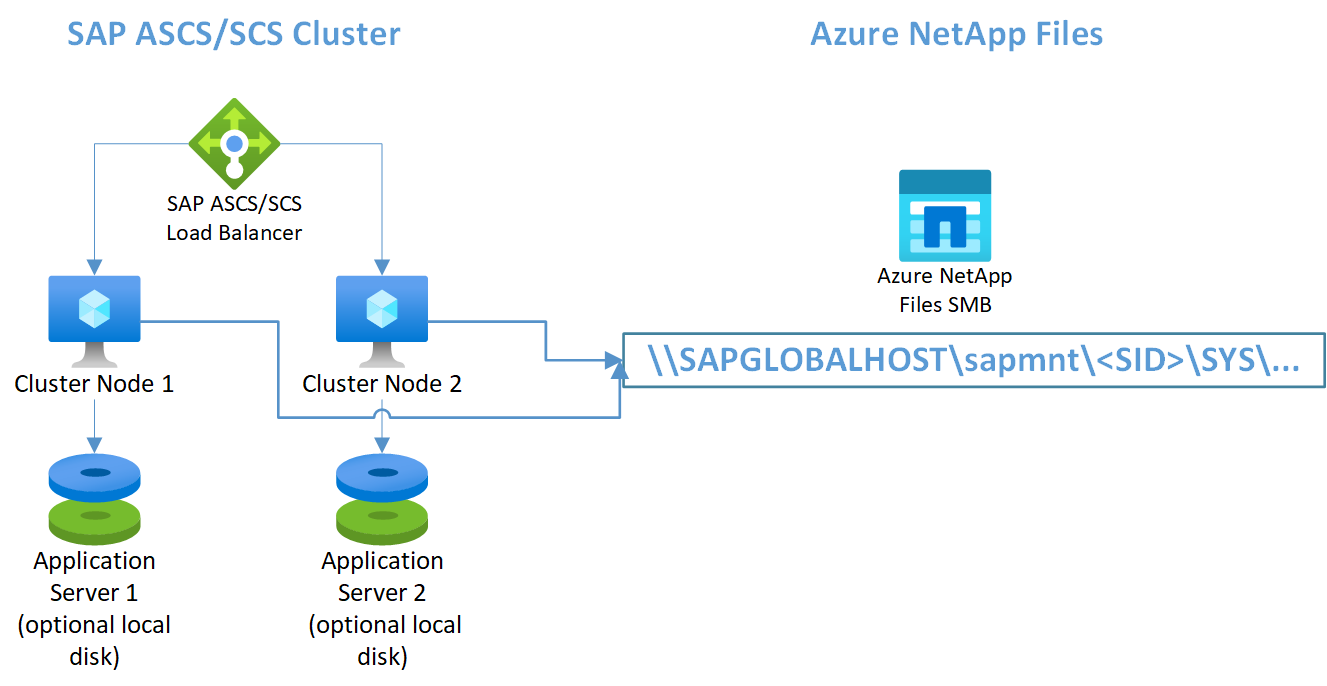 SAP ASCS/SCS Cluster
Azure NetApp Files
SAP ASCS/SCS
Load Balancer
Azure NetApp
Files SMB
\\SAPGLOBALHOST\sapmnt\<SID>\SYS\...
Cluster Node 1
Cluster Node 2
Application
Server 1
(optional local
disk)
Application
Server 2
(optional local
disk)